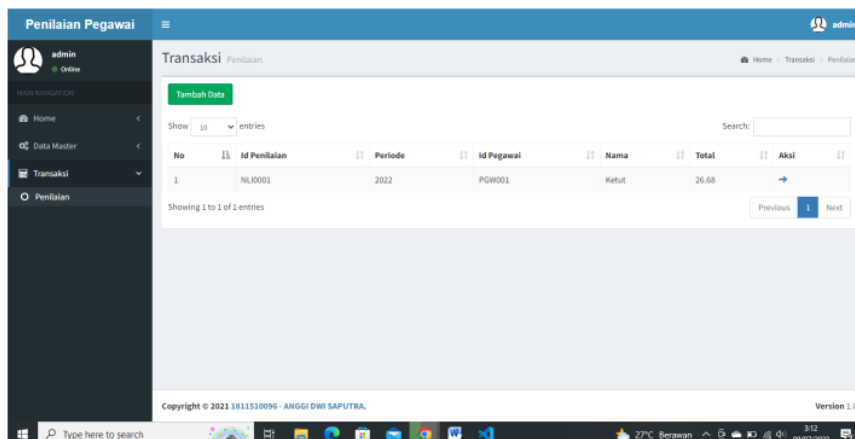 Penilaian Pegawai
admin
admin
Online
Transaksi Penilaian
Home > Transaksi > Penilaian
MAIN NAVIGATION
Home
Data Master
Transaksi
Penilaian
Tambah Data
Show 10 entries
Search:
No Id Penilaian Periode Id Pegawai Nama Total Aksi
1 NLI0001 2022 PGW001 Ketut 26.68
Showing 1 to 1 of 1 entries
Previous 1 Next
Copyright © 2021 1811510096 - ANGGI DWI SAPUTRA.
Version 1.0
Type here to search
27°C Berawan
3:12